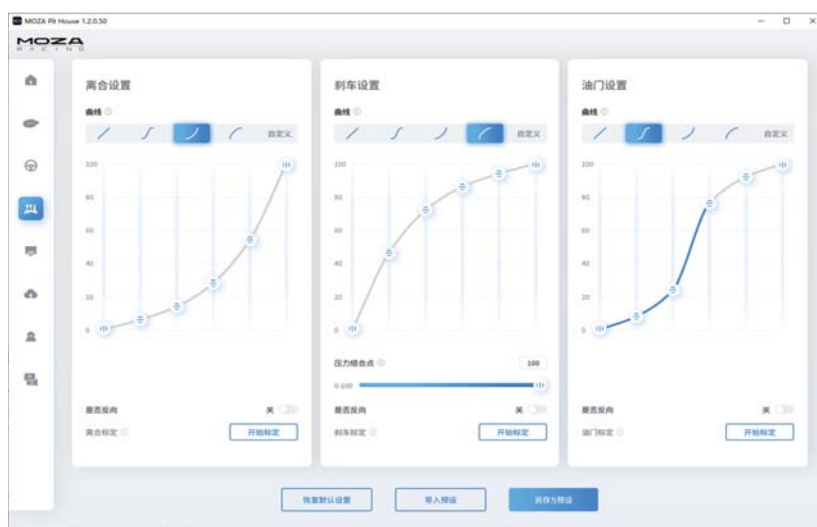 MOZA Pit House 1.2.0.50
MOZA
RACING
离合设置
曲线
自定义
100
80
60
40
20
0
是否反向
关
离合标定
开始标定
刹车设置
曲线
自定义
100
80
60
40
20
0
压力结合点
100
0-100
是否反向
关
刹车标定
开始标定
油门设置
曲线
自定义
100
80
60
40
20
0
是否反向
关
油门标定
开始标定
恢复默认设置
导入预设
另存为预设